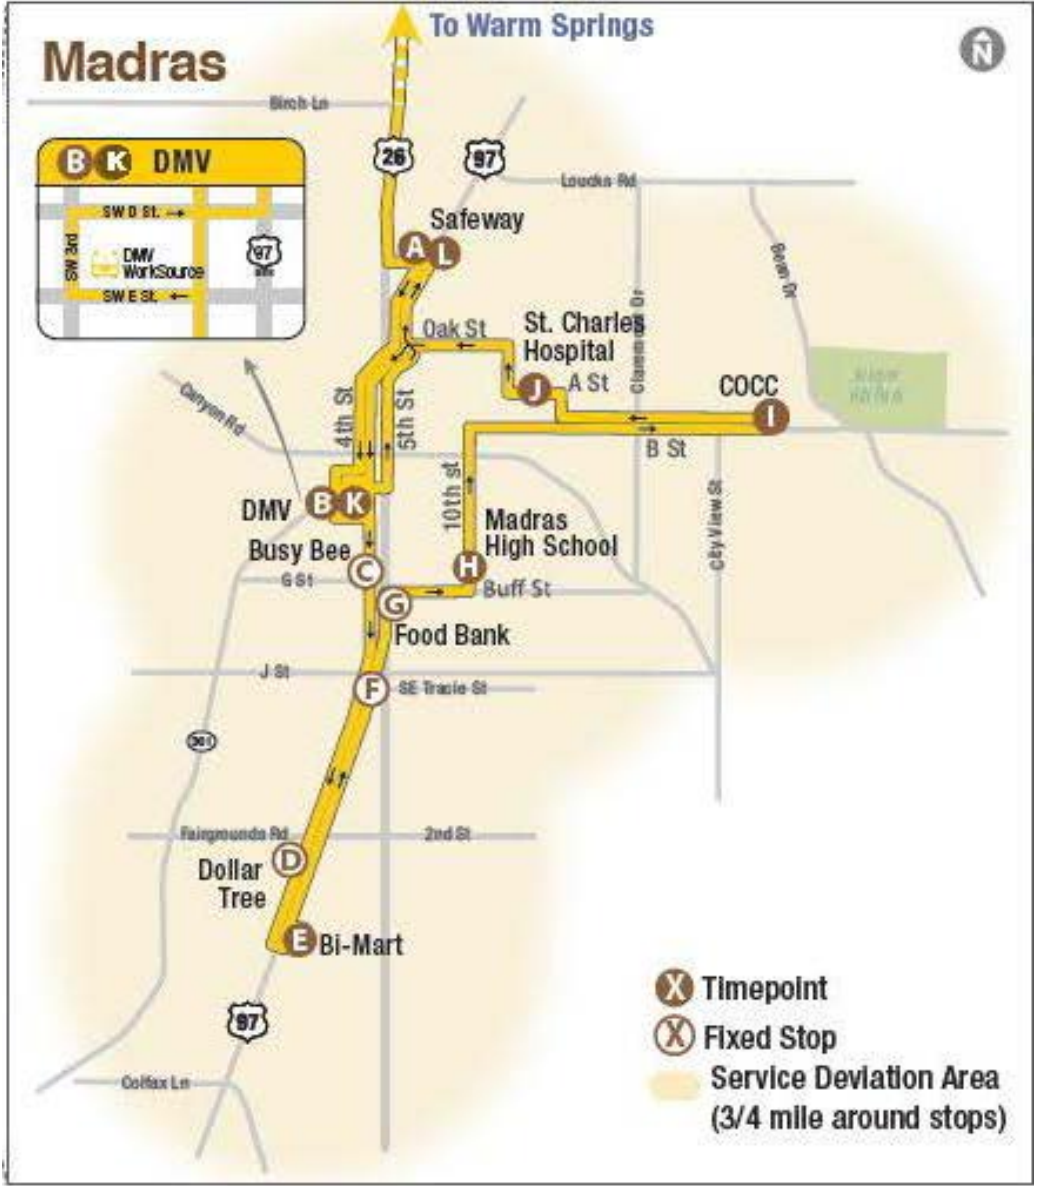 To Warm Springs
N
Madras
Birch Ln
26
97
Loucks Rd
B K DMV
SW D St.
SW 3rd
DMV
WorkSource
97
SW E St.
Safeway
A L
Bean Dr
Oak St
St. Charles
Hospital
J
A St
COCC
I
B St
Canyon Rd
4th St
5th St
10th st
City View St
DMV
B K
Busy Bee
C
G St
Madras
High School
H
Buff St
G
Food Bank
J St
F
SE Tracie St
361
Fairgrounds Rd
2nd St
D
Dollar
Tree
E
Bi-Mart
97
Colfax Ln
X Timepoint
X Fixed Stop
Service Deviation Area
(3/4 mile around stops)